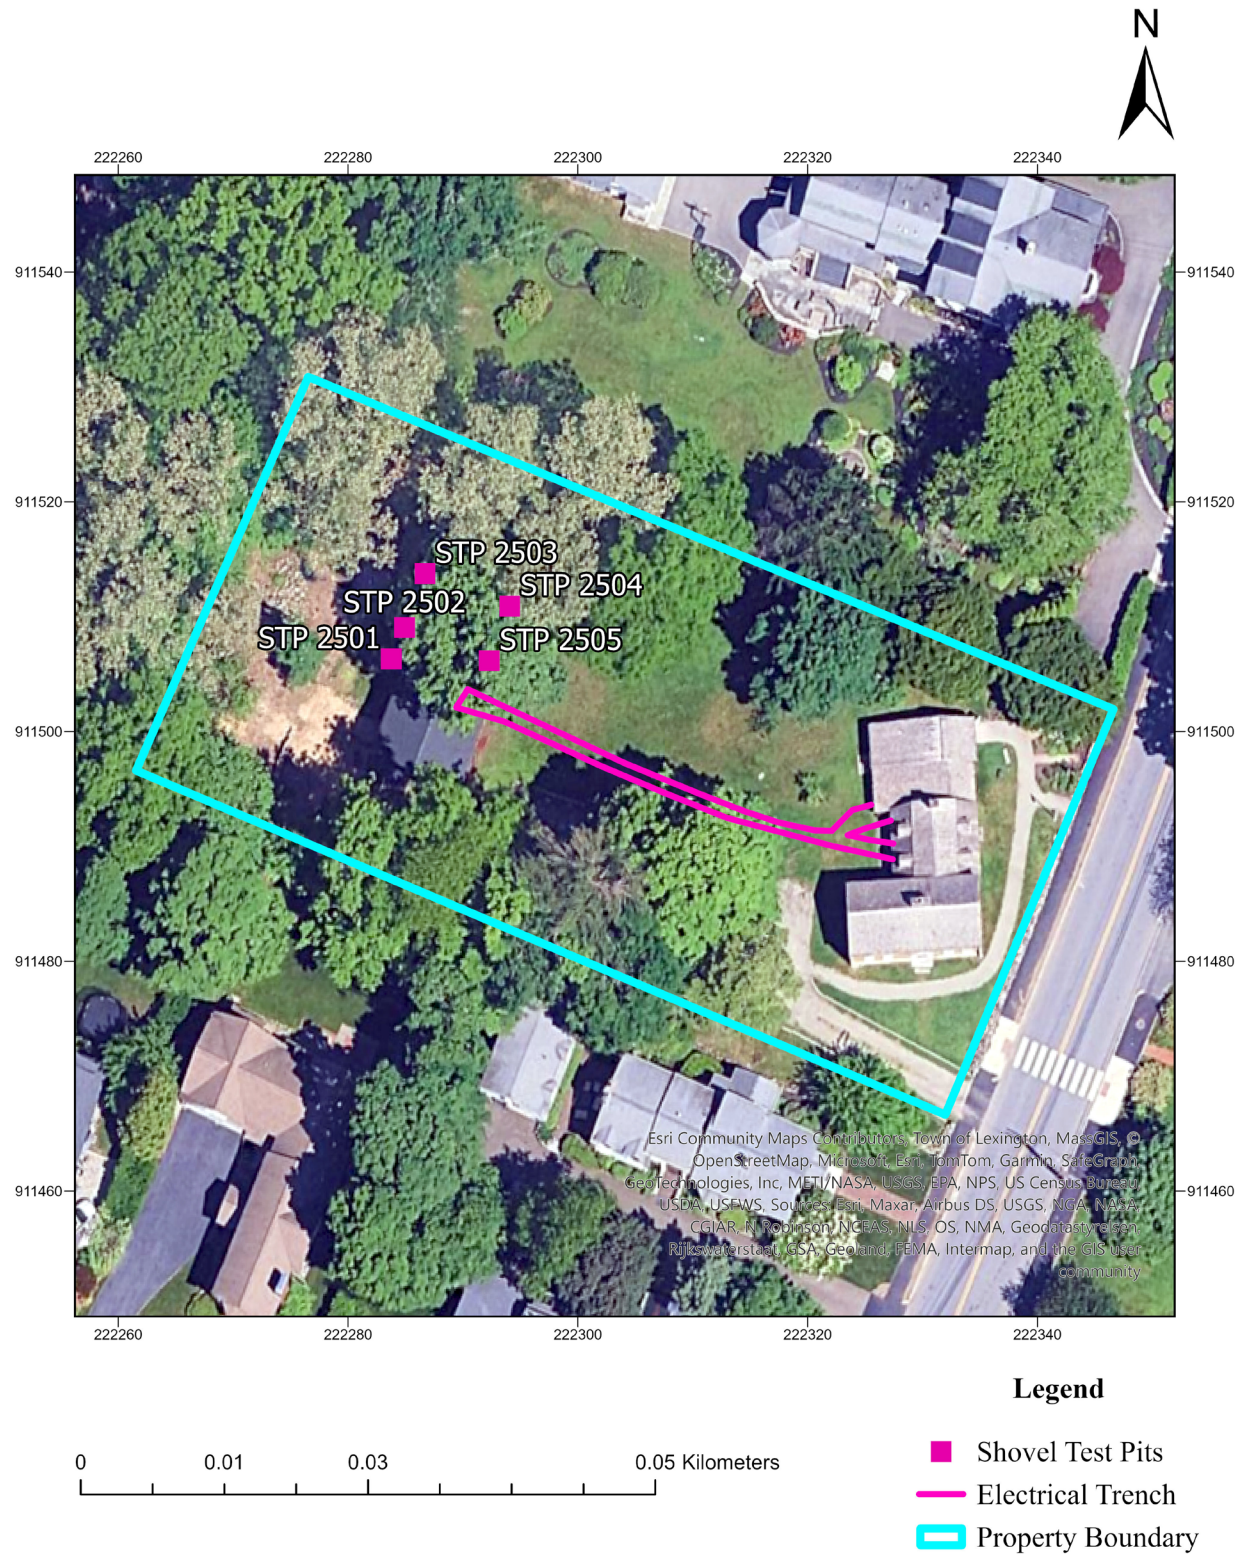 N
222260 222280 222300 222320 222340
911540 911540
911520 911520
STP 2503
STP 2504
STP 2502
STP 2501
STP 2505
911500 911500
911480 911480
Esri Community Maps Contributors, Town of Lexington, MassGIS, ©
OpenStreetMap, Microsoft, Esri, TomTom, Garmin, SafeGraph,
GeoTechnologies, Inc, METI/NASA, USGS, EPA, NPS, US Census Bureau,
USDA, USFWS, Sources: Esri, Maxar, Airbus DS, USGS, NGA, NASA,
CGIAR, N Robinson, NCEAS, NLS, OS, NMA, Geodatastyrelsen,
Rijkswaterstaat, GSA, Geoland, FEMA, Intermap, and the GIS user
community
911460 911460
222260 222280 222300 222320 222340
Legend
Shovel Test Pits
Electrical Trench
Property Boundary
0 0.01 0.03 0.05 Kilometers